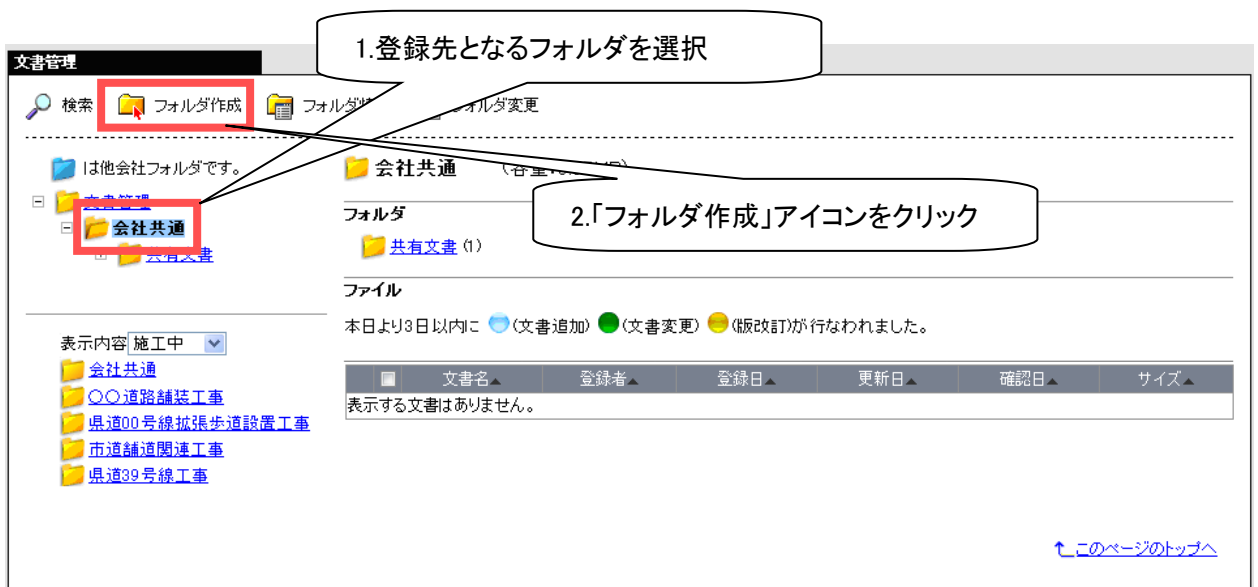 1.登録先となるフォルダを選択
文書管理
検索 フォルダ作成 フォル フォルダ変更
は他会社フォルダです。
文書管理
会社共通
共有文書
会社共通
2.「フォルダ作成」アイコンをクリック
フォルダ
共有文書 (1)
ファイル
本日より3日以内に (文書追加) (文書変更) (版改訂)が行なわれました。
表示内容 施工中
会社共通
〇〇道路舗装工事
県道00号線拡張歩道設置工事
市道舗道関連工事
県道39号線工事
文書名▲ 登録者▲ 登録日▲ 更新日▲ 確認日▲ サイズ▲
表示する文書はありません。
このページのトップへ